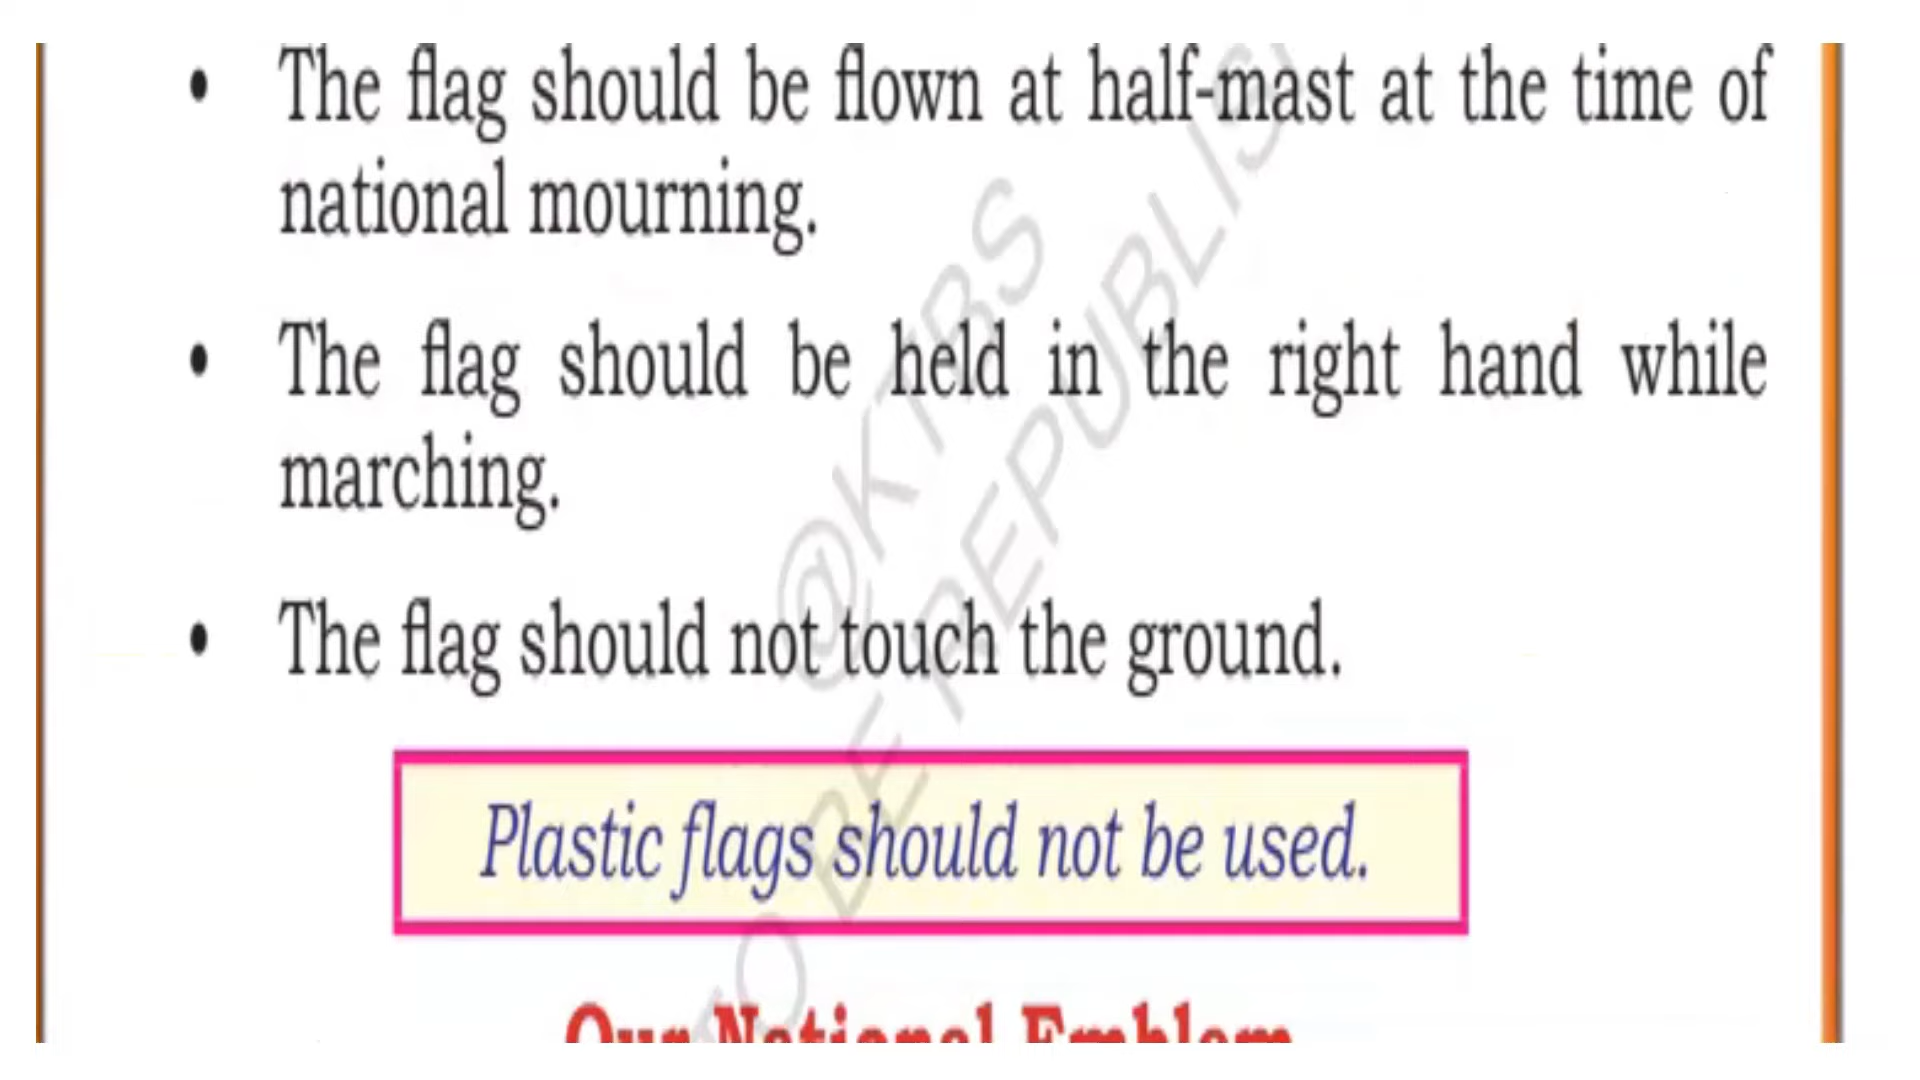 • The flag should be flown at half-mast at the time of
national mourning.
• The flag should be held in the right hand while
marching.
• The flag should not touch the ground.
Plastic flags should not be used.
Our National Emblem
@KTBS
TO BE REPUBLIS